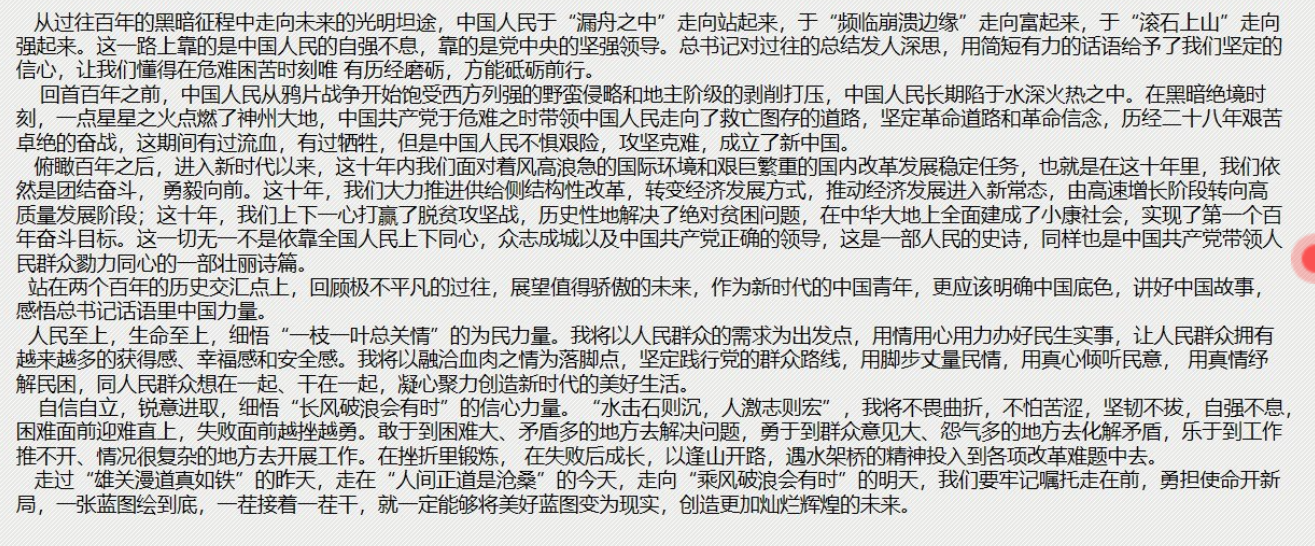 从过往百年的黑暗征程中走向未来的光明坦途，中国人民于“漏舟之中”走向站起来，于“频临崩溃边缘”走向富起来，于“滚石上山”走向
强起来。这一路上靠的是中国人民的自强不息，靠的是党中央的坚强领导。总书记对过往的总结发人深思，用简短有力的话语给予了我们坚定的
信心，让我们懂得在危难困苦时刻唯 有历经磨砺，方能砥砺前行。
回首百年之前，中国人民从鸦片战争开始饱受西方列强的野蛮侵略和地主阶级的剥削打压，中国人民长期陷于水深火热之中。在黑暗绝境时
刻，一点星星之火点燃了神州大地，中国共产党于危难之时带领中国人民走向了救亡图存的道路，坚定革命道路和革命信念，历经二十八年艰苦
卓绝的奋战，这期间有过流血，有过牺牲，但是中国人民不惧艰险，攻坚克难，成立了新中国。
俯瞰百年之后，进入新时代以来，这十年内我们面对着风高浪急的国际环境和艰巨繁重的国内改革发展稳定任务，也就是在这十年里，我们依
然是团结奋斗， 勇毅向前。这十年，我们大力推进供给侧结构性改革，转变经济发展方式，推动经济发展进入新常态，由高速增长阶段转向高
质量发展阶段；这十年，我们上下一心打赢了脱贫攻坚战，历史性地解决了绝对贫困问题，在中华大地上全面建成了小康社会，实现了第一个百
年奋斗目标。这一切无一不是依靠全国人民上下同心，众志成城以及中国共产党正确的领导，这是一部人民的史诗，同样也是中国共产党带领人
民群众勠力同心的一部壮丽诗篇。
站在两个百年的历史交汇点上，回顾极不平凡的过往，展望值得骄傲的未来，作为新时代的中国青年，更应该明确中国底色，讲好中国故事，
感悟总书记话语里中国力量。
人民至上，生命至上，细悟“一枝一叶总关情”的为民力量。我将以人民群众的需求为出发点，用情用心用力办好民生实事，让人民群众拥有
越来越多的获得感、幸福感和安全感。我将以融洽血肉之情为落脚点，坚定践行党的群众路线，用脚步丈量民情，用真心倾听民意， 用真情纾
解民困，同人民群众想在一起、干在一起，凝心聚力创造新时代的美好生活。
自信自立，锐意进取，细悟“长风破浪会有时”的信心力量。“水击石则沉，人激志则宏”，我将不畏曲折，不怕苦涩，坚韧不拔，自强不息，
困难面前迎难直上，失败面前越挫越勇。敢于到困难大、矛盾多的地方去解决问题，勇于到群众意见大、怨气多的地方去化解矛盾，乐于到工作
推不开、情况很复杂的地方去开展工作。在挫折里锻炼， 在失败后成长，以逢山开路，遇水架桥的精神投入到各项改革难题中去。
走过“雄关漫道真如铁”的昨天，走在“人间正道是沧桑”的今天，走向“乘风破浪会有时”的明天，我们要牢记嘱托走在前，勇担使命开新
局，一张蓝图绘到底，一茬接着一茬干，就一定能够将美好蓝图变为现实，创造更加灿烂辉煌的未来。